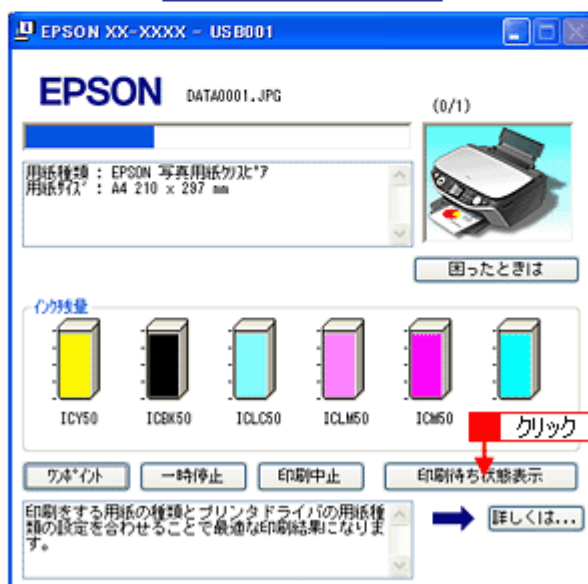 EPSON XX-XXXX - USB001
EPSON DATA0001.JPG
(0/1)
用紙種類 : EPSON 写真用紙クリスピア
用紙サイズ : A4 210 x 297 mm
困ったときは
インク残量
ICY50 ICBK50 ICLC50 ICLM50 ICM50
クリック
ワンポイント 一時停止 印刷中止 印刷待ち状態表示
印刷をする用紙の種類とプリンタドライバの用紙種
類の設定を合わせることで最適な印刷結果になりま
す。
詳しくは...